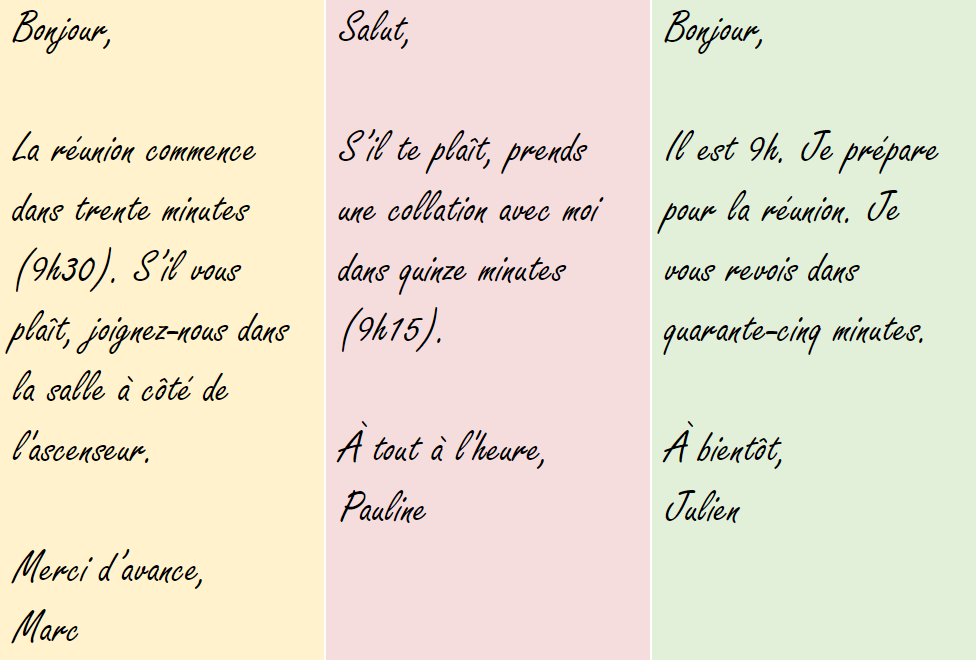 Bonjour,
La réunion commence
dans trente minutes
(9h30). S'il vous
plaît, joignez-nous dans
la salle à côté de
l'ascenseur.
Merci d'avance,
Marc
Salut,
S'il te plaît, prends
une collation avec moi
dans quinze minutes
(9h15).
À tout à l'heure,
Pauline
Bonjour,
Il est 9h. Je prépare
pour la réunion. Je
vous revois dans
quarante-cinq minutes.
À bientôt,
Julien